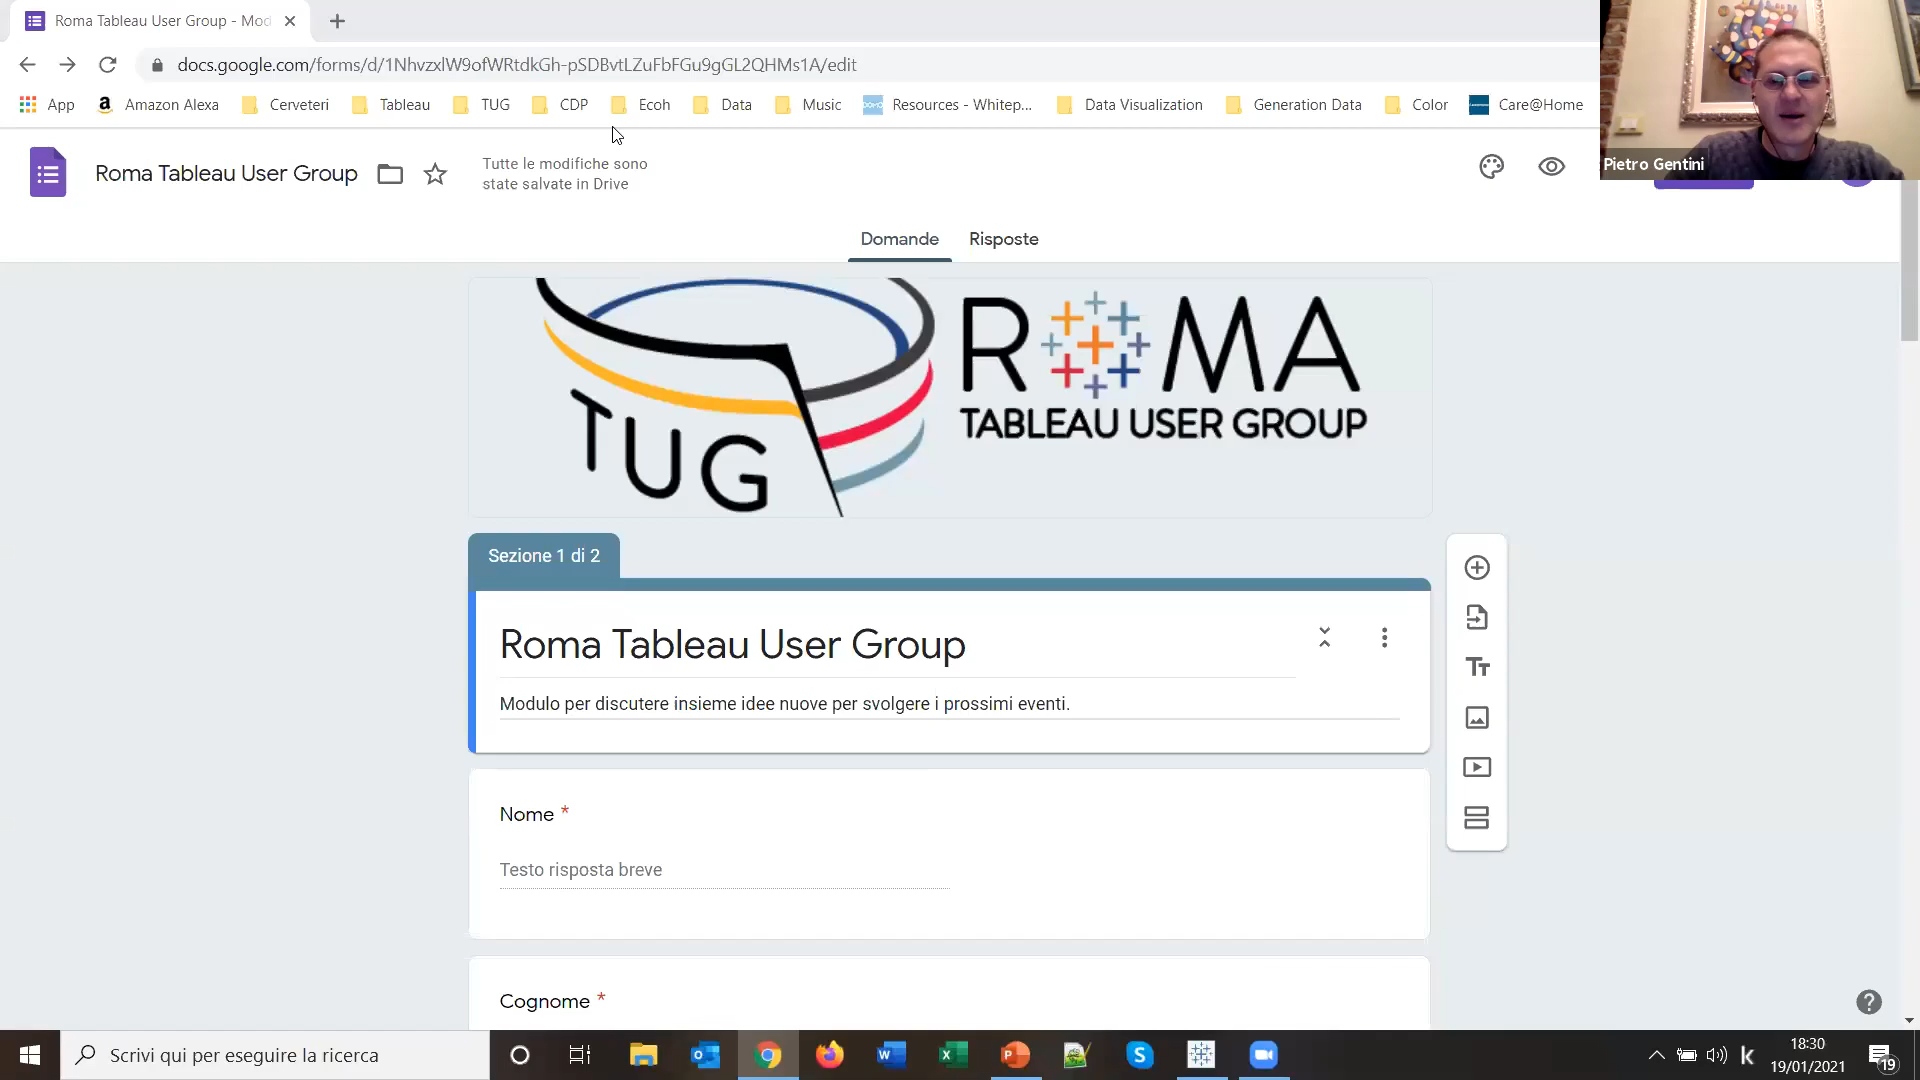 Roma Tableau User Group - Mod
docs.google.com/forms/d/1NhvzxlW9ofWRtdkGh-pSDBvtLZuFbFGu9gGL2QHMs1A/edit
App
Amazon Alexa
Cerveteri
Tableau
TUG
CDP
Ecoh
Data
Music
Resources - Whitep...
Data Visualization
Generation Data
Color
Care@Home
Pietro Gentini
Roma Tableau User Group
Tutte le modifiche sono
state salvate in Drive
Domande
Risposte
TUG
ROMA
TABLEAU USER GROUP
Sezione 1 di 2
Roma Tableau User Group
Modulo per discutere insieme idee nuove per svolgere i prossimi eventi.
Nome *
Testo risposta breve
Cognome *
Scrivi qui per eseguire la ricerca
18:30
19/01/2021
19